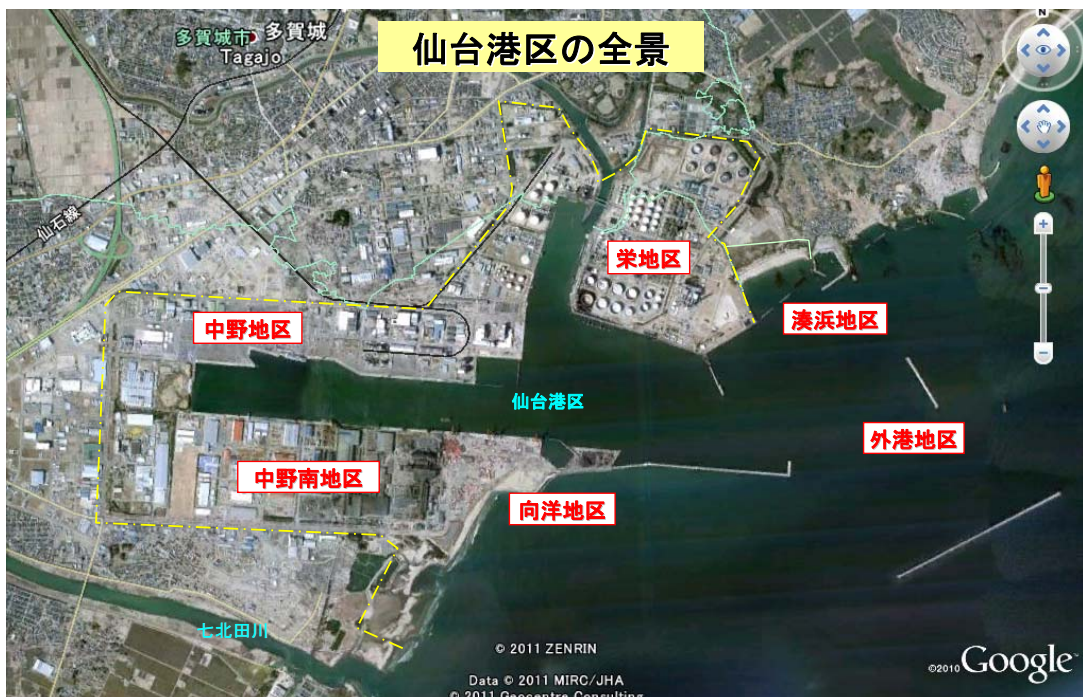 仙台港区の全景
多賀城市 多賀城
Tagajo
N
仙石線
栄地区
中野地区
湊浜地区
仙台港区
外港地区
中野南地区
向洋地区
七北田川
© 2011 ZENRIN
Data © 2011 MIRC/JHA
© 2011 Geocentre Consulting
©2010 Google